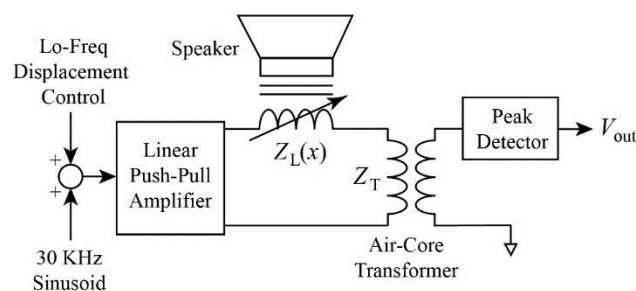 Speaker
Lo-Freq
Displacement
Control
+
+
30 KHz
Sinusoid
Linear
Push-Pull
Amplifier
Z_L(x)
Z_T
Air-Core
Transformer
Peak
Detector
V_out